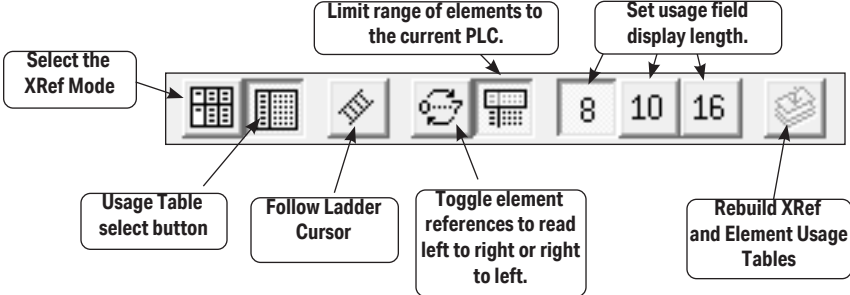 Limit range of elements to
the current PLC.
Set usage field
display length.
Select the
XRef Mode
8
10
16
Usage Table
select button
Follow Ladder
Cursor
Toggle element
references to read
left to right or right
to left.
Rebuild XRef
and Element Usage
Tables